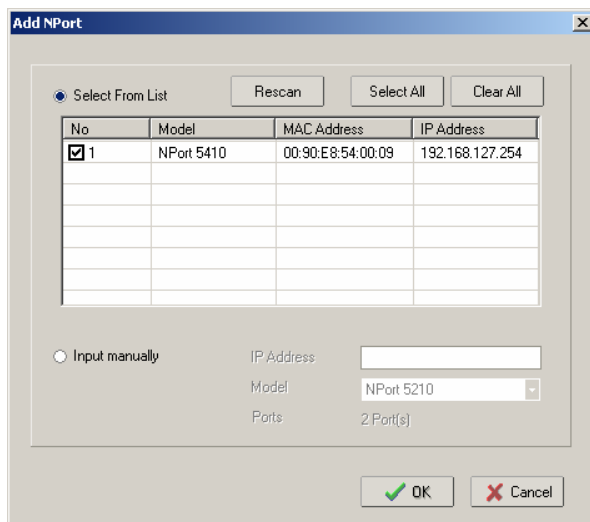 Add NPort
Select From List Rescan Select All Clear All
No Model MAC Address IP Address
1 NPort 5410 00:90:E8:54:00:09 192.168.127.254
Input manually IP Address
Model NPort 5210
Ports 2 Port(s)
OK Cancel